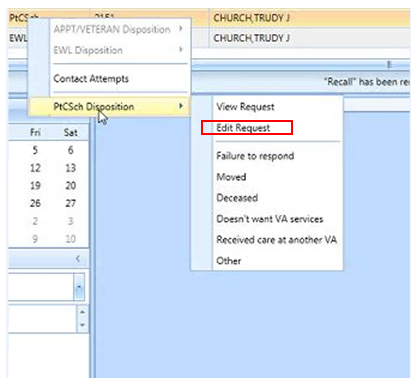 PtCSch 2151 CHURCH,TRUDY J
EWL APPT/VETERAN Disposition CHURCH,TRUDY J
EWL Disposition
Contact Attempts
"Recall" has been re
PtCSch Disposition
View Request
Edit Request
Failure to respond
Moved
Deceased
Doesn't want VA services
Received care at another VA
Other
Fri Sat
5 6
12 13
19 20
26 27
2 3
9 10